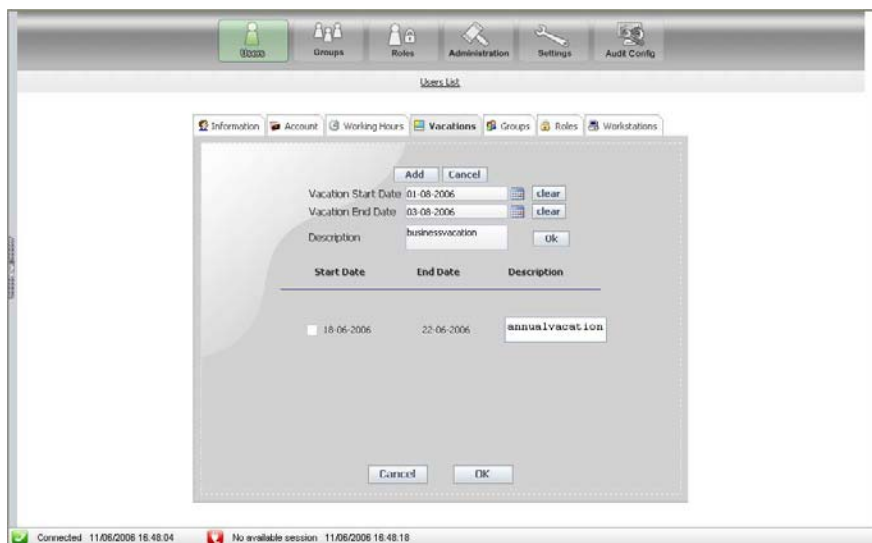 Users Groups Roles Administration Settings Audit Config
Users List
Information Account Working Hours Vacations Groups Roles Workstations
Add Cancel
Vacation Start Date 01-08-2006 clear
Vacation End Date 03-08-2006 clear
Description businessvacation Ok
Start Date End Date Description
18-06-2006 22-06-2006 annualvacation
Cancel OK
Connected 11/06/2006 16:48:04 No available session 11/06/2006 16:48:18